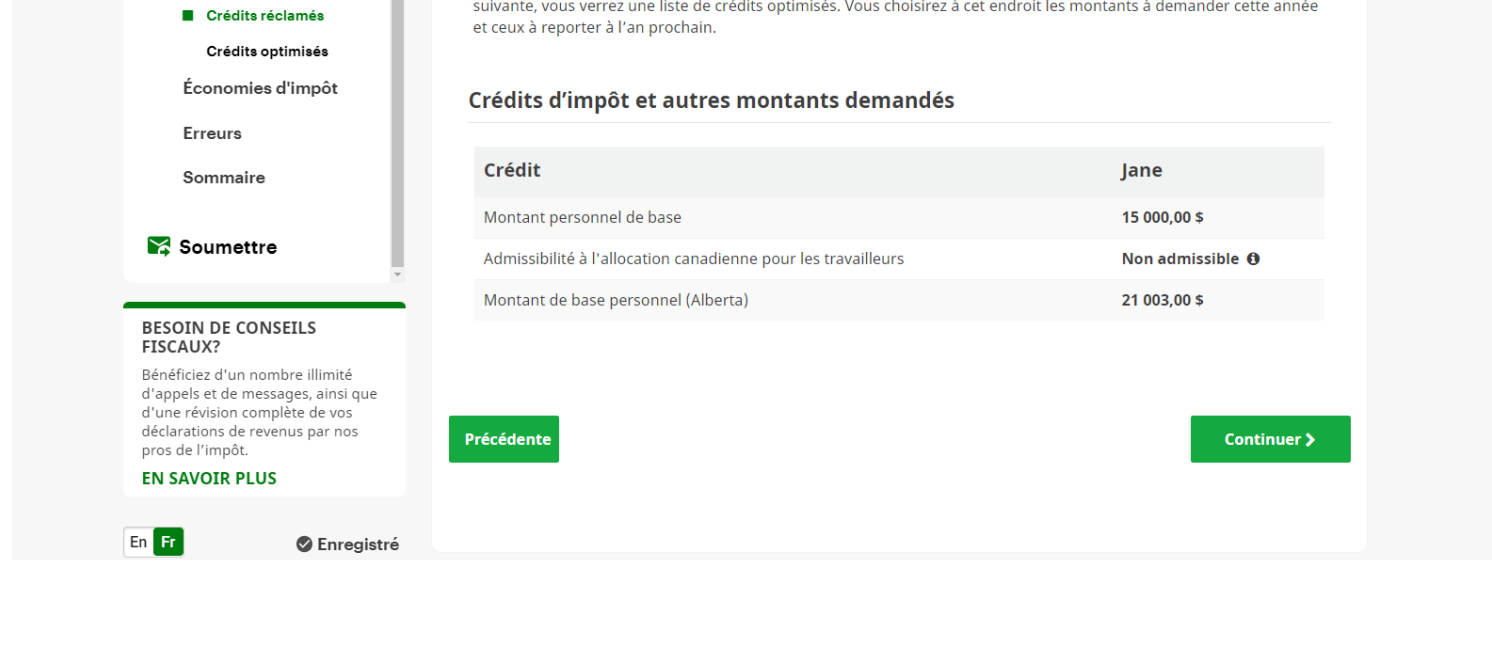 Crédits réclamés
Crédits optimisés
Économies d'impôt
Erreurs
Sommaire
Soumettre
BESOIN DE CONSEILS
FISCAUX?
Bénéficiez d'un nombre illimité
d'appels et de messages, ainsi que
d'une révision complète de vos
déclarations de revenus par nos
pros de l’impôt.
EN SAVOIR PLUS
En Fr
Enregistré
suivante, vous verrez une liste de crédits optimisés. Vous choisirez à cet endroit les montants à demander cette année
et ceux à reporter à l’an prochain.
Crédits d’impôt et autres montants demandés
Crédit Jane
Montant personnel de base 15 000,00 $
Admissibilité à l'allocation canadienne pour les travailleurs Non admissible
Montant de base personnel (Alberta) 21 003,00 $
Précédente Continuer